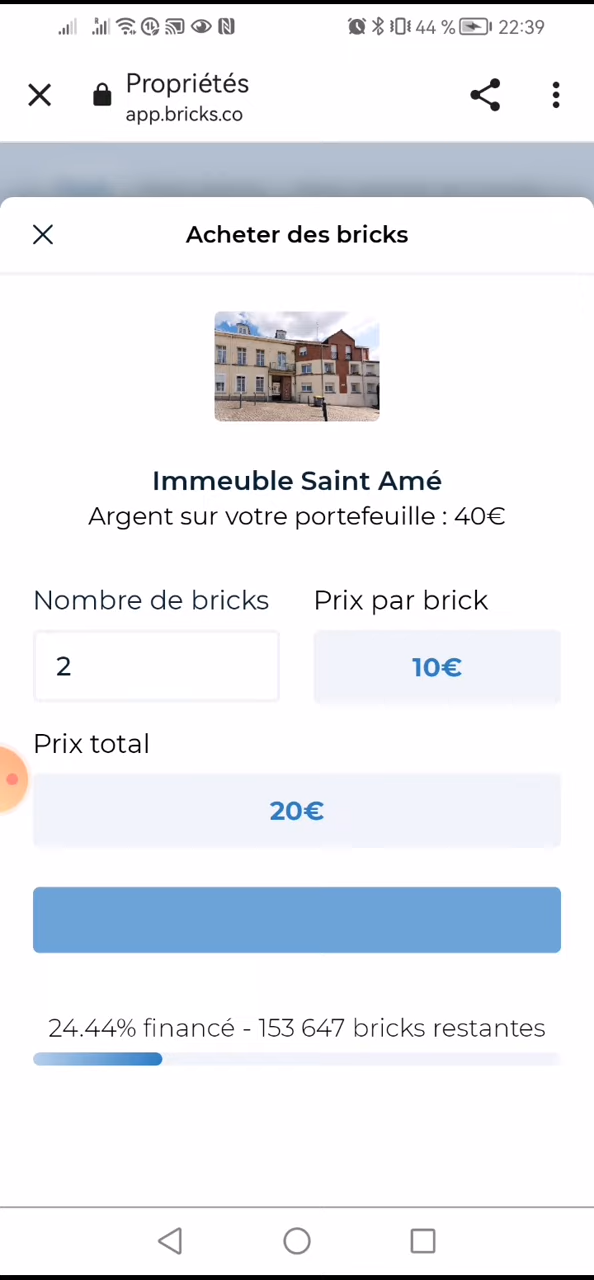 44 % 22:39
Propriétés
app.bricks.co
Acheter des bricks
Immeuble Saint Amé
Argent sur votre portefeuille : 40€
Nombre de bricks Prix par brick
2 10€
Prix total
20€
24.44% financé - 153 647 bricks restantes